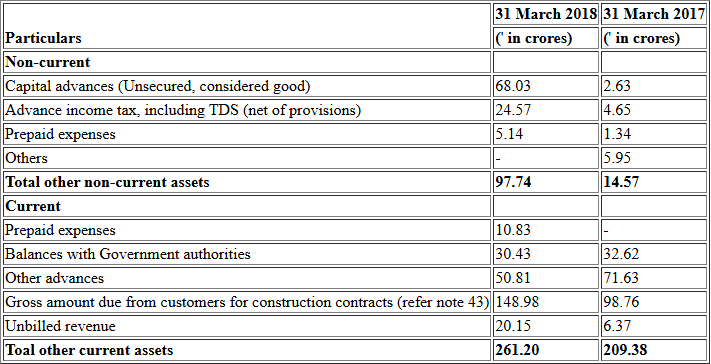 31 March 2018 31 March 2017
Particulars (' in crores) (' in crores)
Non-current
Capital advances (Unsecured, considered good) 68.03 2.63
Advance income tax, including TDS (net of provisions) 24.57 4.65
Prepaid expenses 5.14 1.34
Others - 5.95
Total other non-current assets 97.74 14.57
Current
Prepaid expenses 10.83 -
Balances with Government authorities 30.43 32.62
Other advances 50.81 71.63
Gross amount due from customers for construction contracts (refer note 43) 148.98 98.76
Unbilled revenue 20.15 6.37
Toal other current assets 261.20 209.38